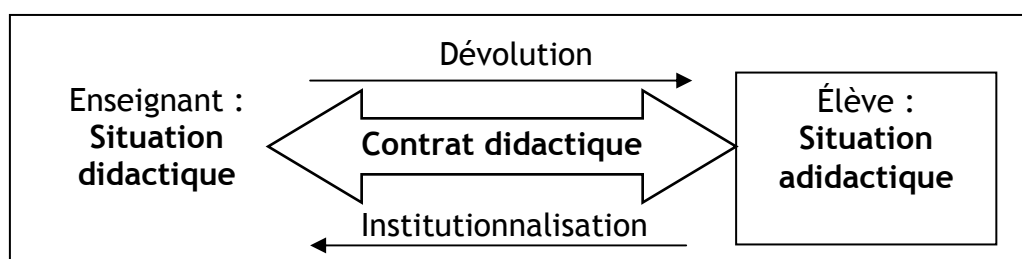 Dévolution
Enseignant :
Situation
didactique
Contrat didactique
Élève :
Situation
adidactique
Institutionnalisation